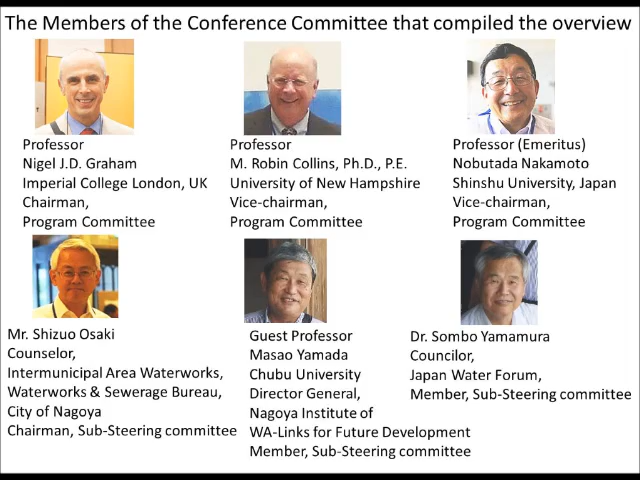 The Members of the Conference Committee that compiled the overview
Professor
Nigel J.D. Graham
Imperial College London, UK
Chairman,
Program Committee
Professor
M. Robin Collins, Ph.D., P.E.
University of New Hampshire
Vice-chairman,
Program Committee
Professor (Emeritus)
Nobutada Nakamoto
Shinshu University, Japan
Vice-chairman,
Program Committee
Mr. Shizuo Osaki
Counselor,
Intermunicipal Area Waterworks,
Waterworks & Sewerage Bureau,
City of Nagoya
Chairman, Sub-Steering committee
Guest Professor
Masao Yamada
Chubu University
Director General,
Nagoya Institute of
WA-Links for Future Development
Member, Sub-Steering committee
Dr. Sombo Yamamura
Councilor,
Japan Water Forum,
Member, Sub-Steering committee